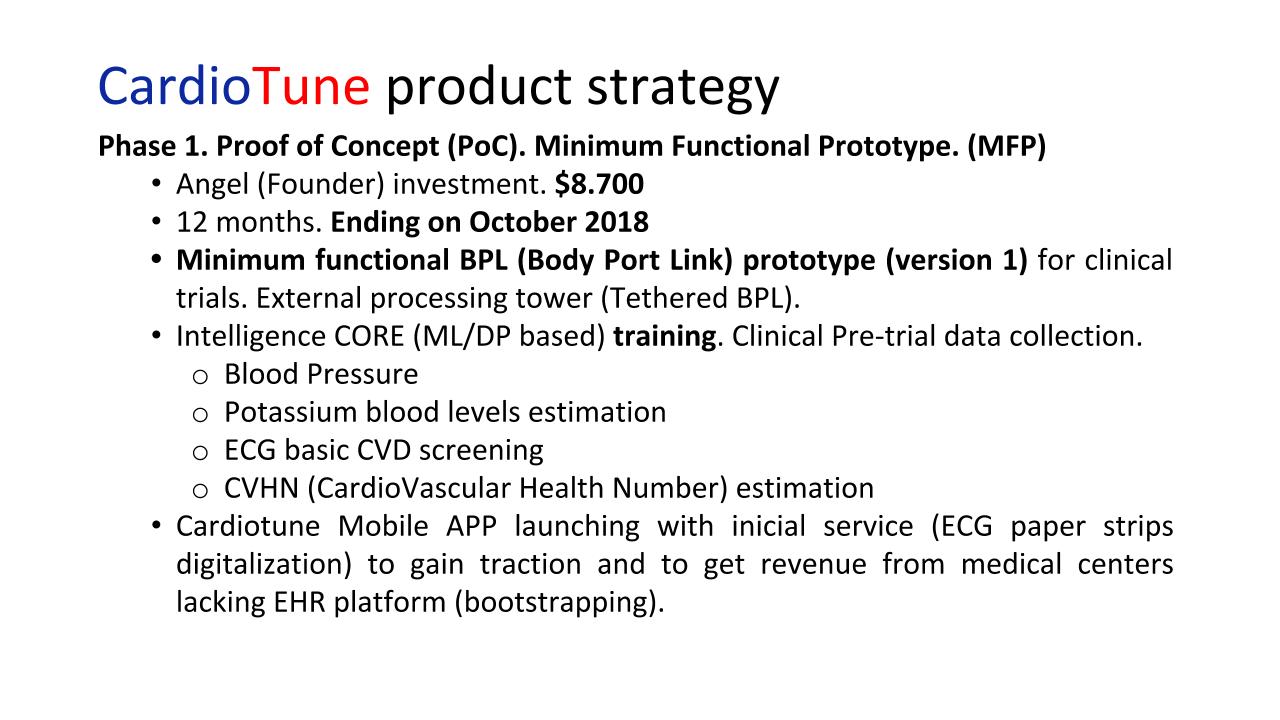 CardioTune product strategy
Phase 1. Proof of Concept (PoC). Minimum Functional Prototype. (MFP)
• Angel (Founder) investment. $8.700
• 12 months. Ending on October 2018
• Minimum functional BPL (Body Port Link) prototype (version 1) for clinical
trials. External processing tower (Tethered BPL).
• Intelligence CORE (ML/DP based) training. Clinical Pre-trial data collection.
o Blood Pressure
o Potassium blood levels estimation
o ECG basic CVD screening
o CVHN (CardioVascular Health Number) estimation
• Cardiotune Mobile APP launching with inicial service (ECG paper strips
digitalization) to gain traction and to get revenue from medical centers
lacking EHR platform (bootstrapping).